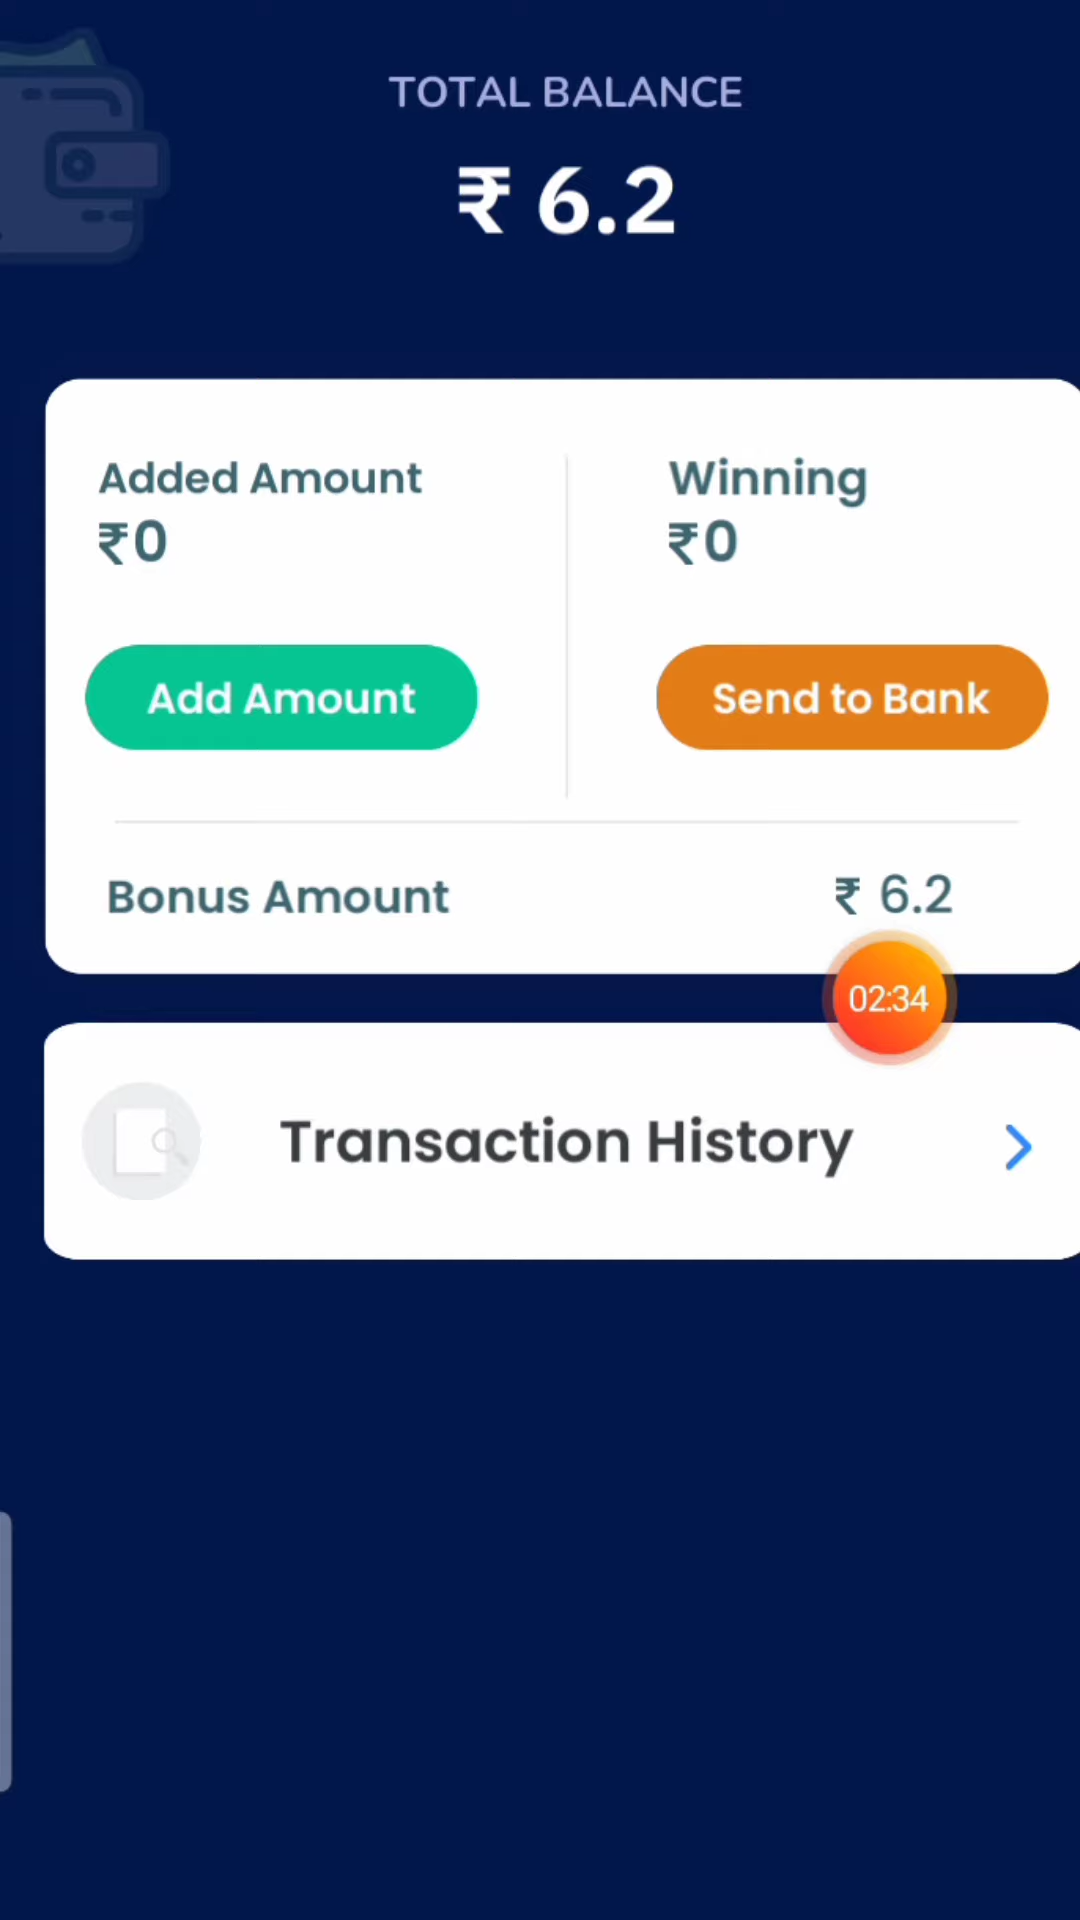 TOTAL BALANCE
₹ 6.2
Added Amount
₹0
Winning
₹0
Add Amount
Send to Bank
Bonus Amount
₹ 6.2
02:34
Transaction History